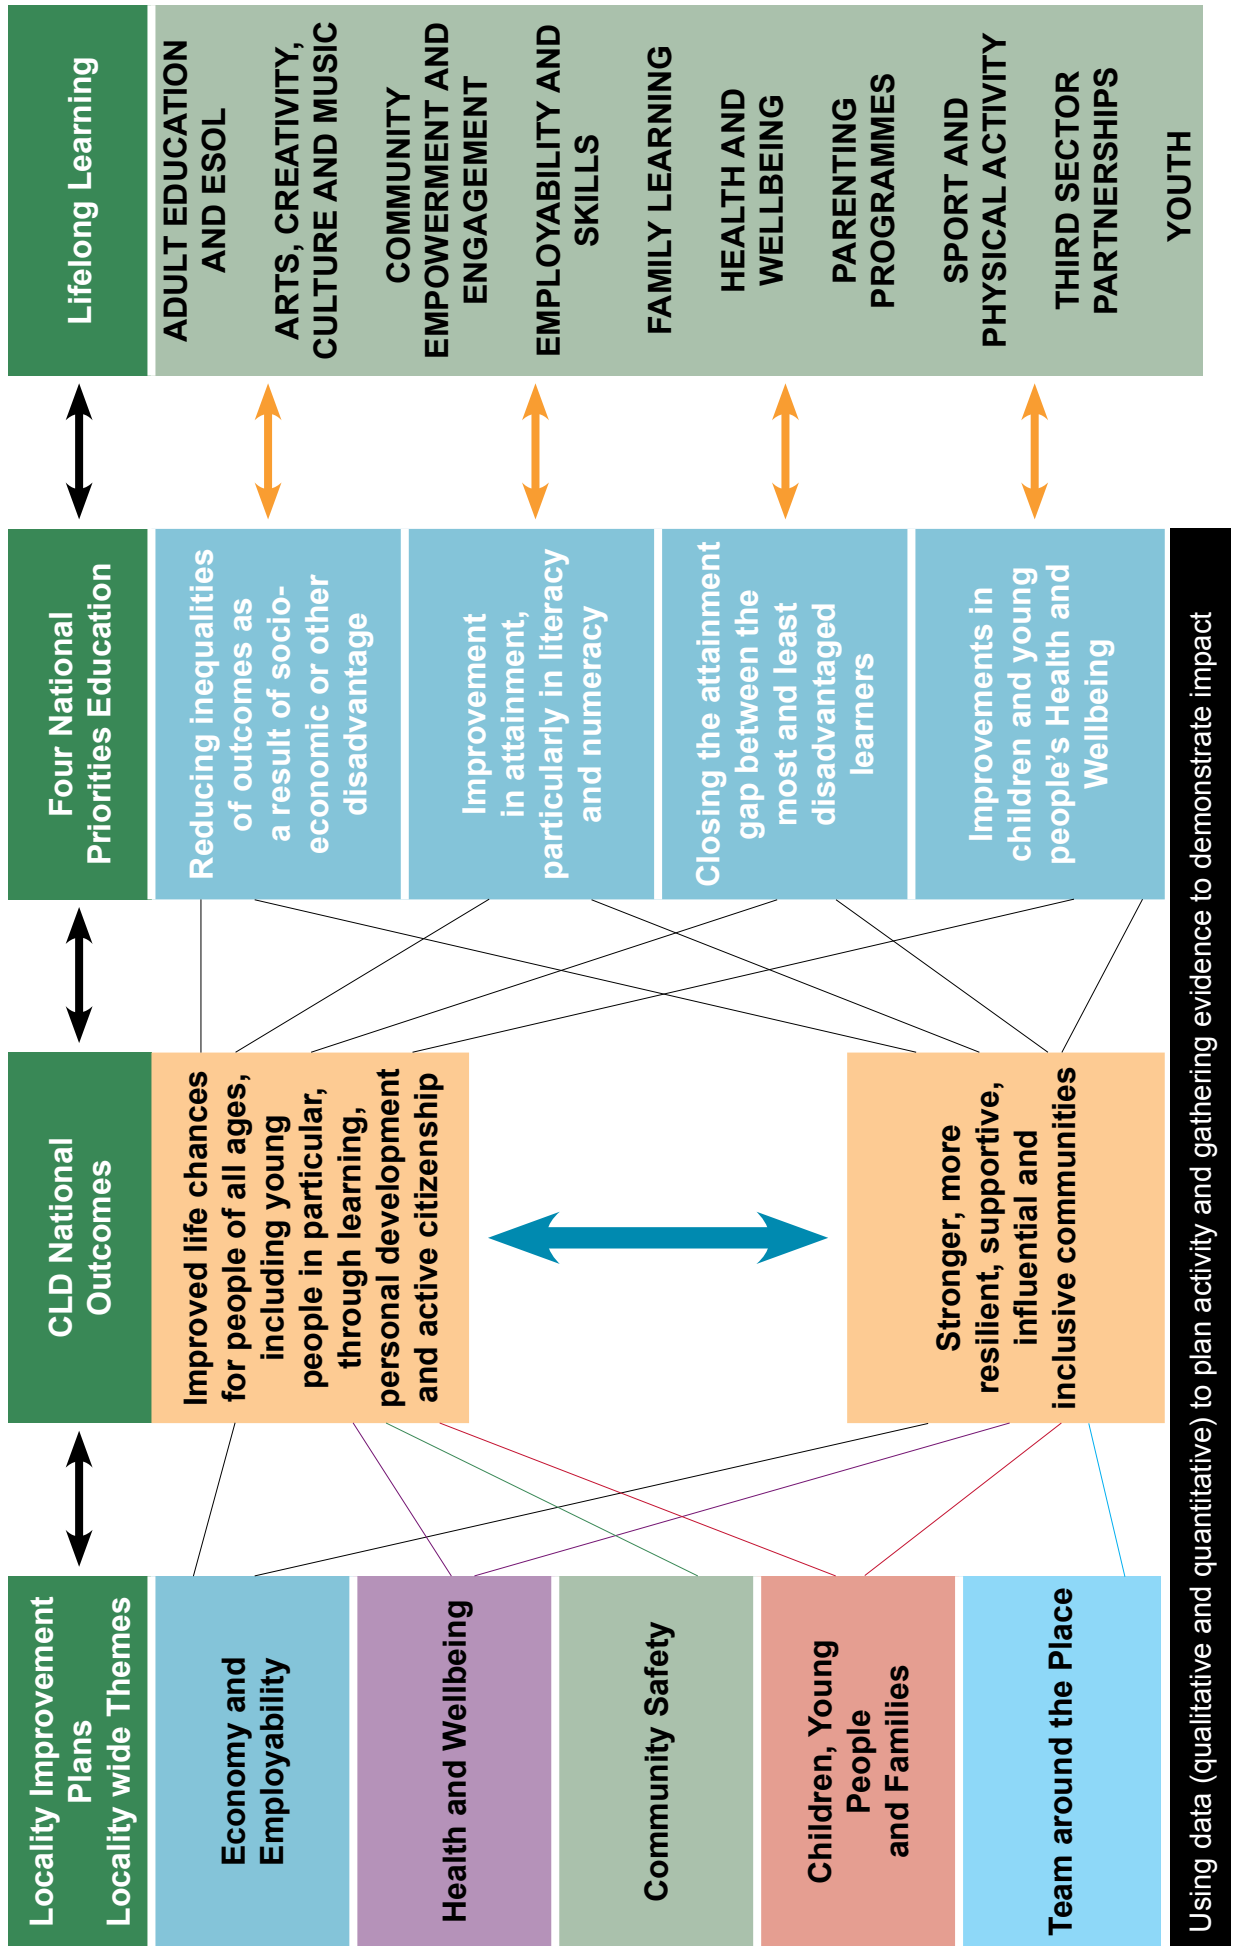 Locality Improvement
Plans
Locality wide Themes
Economy and
Employability
Health and Wellbeing
Community Safety
Children, Young
People
and Families
Team around the Place
CLD National
Outcomes
Improved life chances
for people of all ages,
including young
people in particular,
through learning,
personal development
and active citizenship
Stronger, more
resilient, supportive,
influential and
inclusive communities
Four National
Priorities Education
Reducing inequalities
of outcomes as
a result of socio-
economic or other
disadvantage
Improvement
in attainment,
particularly in literacy
and numeracy
Closing the attainment
gap between the
most and least
disadvantaged
learners
Improvements in
children and young
people's Health and
Wellbeing
Lifelong Learning
ADULT EDUCATION
AND ESOL
ARTS, CREATIVITY,
CULTURE AND MUSIC
COMMUNITY
EMPOWERMENT AND
ENGAGEMENT
EMPLOYABILITY AND
SKILLS
FAMILY LEARNING
HEALTH AND
WELLBEING
PARENTING
PROGRAMMES
SPORT AND
PHYSICAL ACTIVITY
THIRD SECTOR
PARTNERSHIPS
YOUTH
Using data (qualitative and quantitative) to plan activity and gathering evidence to demonstrate impact